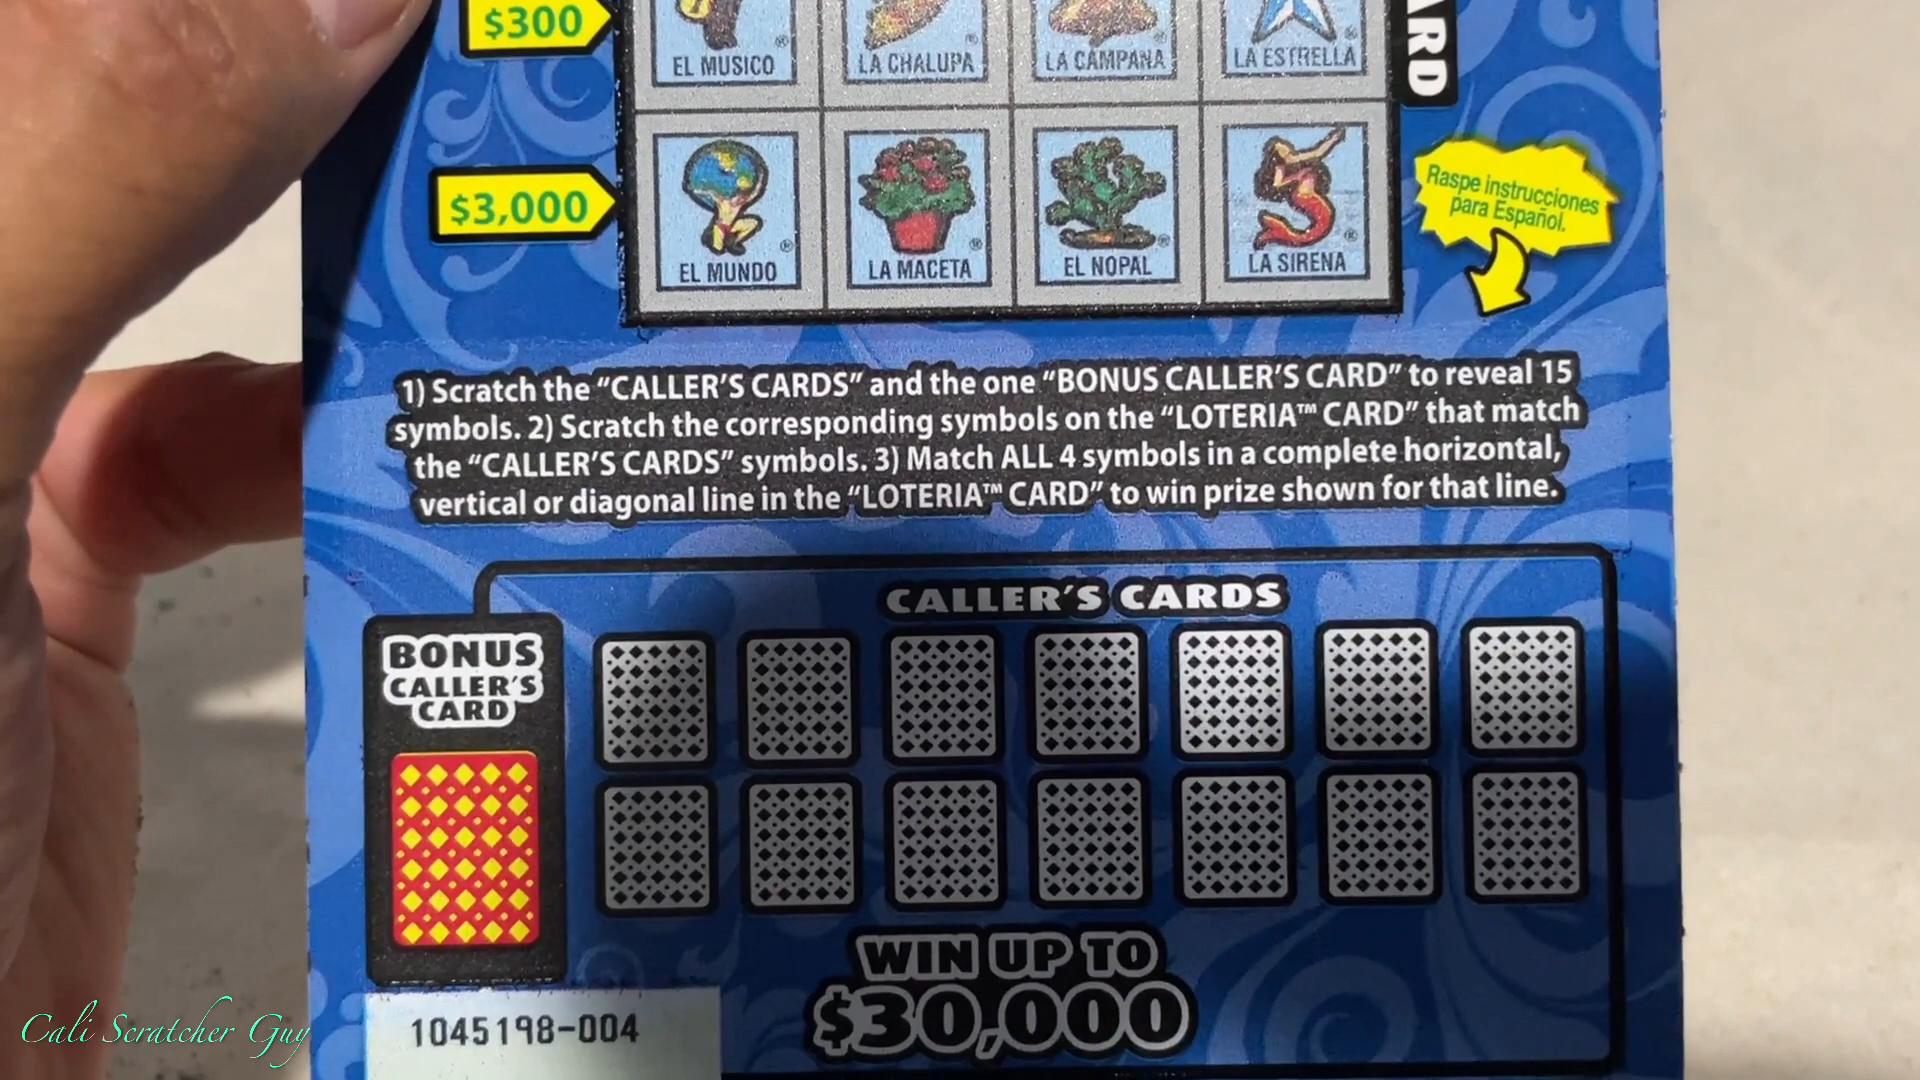 $300
EL MUSICO
LA CHALUPA
LA CAMPANA
LA ESTRELLA
ARD
$3,000
EL MUNDO
LA MACETA
EL NOPAL
LA SIRENA
Raspe instrucciones
para Español.
1) Scratch the “CALLER’S CARDS” and the one “BONUS CALLER’S CARD” to reveal 15
symbols. 2) Scratch the corresponding symbols on the “LOTERIA™ CARD” that match
the “CALLER’S CARDS” symbols. 3) Match ALL 4 symbols in a complete horizontal,
vertical or diagonal line in the “LOTERIA™ CARD” to win prize shown for that line.
CALLER’S CARDS
BONUS
CALLER’S
CARD
WIN UP TO
$30,000
1045198-004
Cali Scratcher Guy